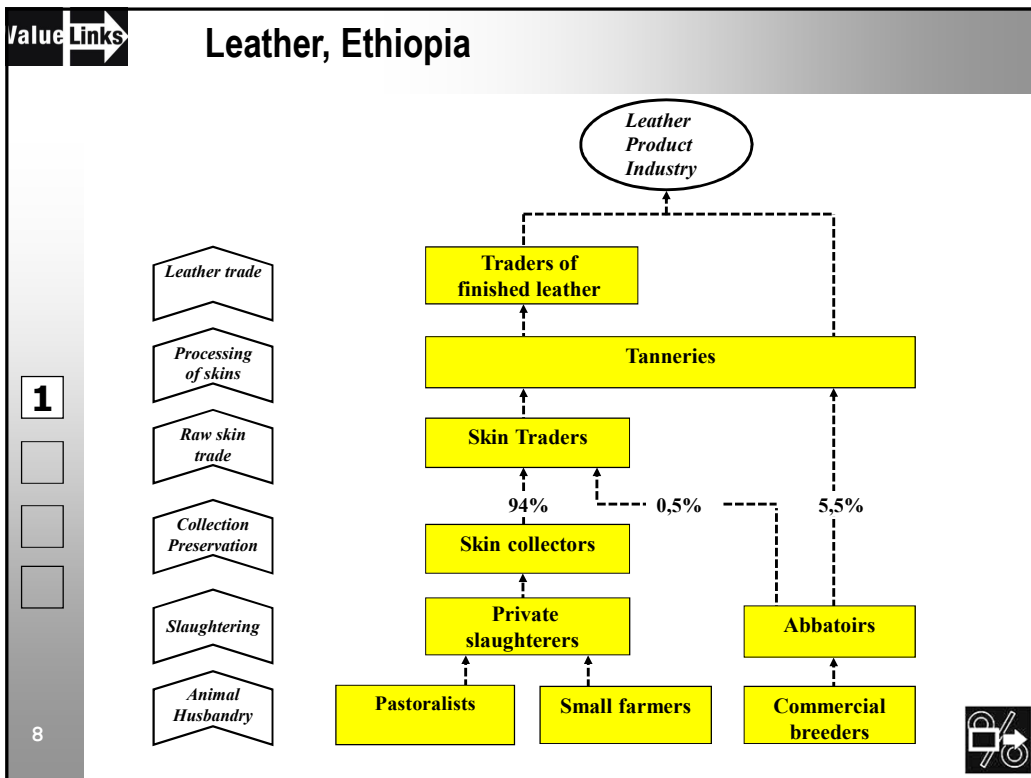 Value Links
Leather, Ethiopia
Leather
Product
Industry
Leather trade
Traders of
finished leather
Processing
of skins
Tanneries
1
Raw skin
trade
Skin Traders
94%
0,5%
5,5%
Collection
Preservation
Skin collectors
Slaughtering
Private
slaughterers
Abbatoirs
Animal
Husbandry
Pastoralists
Small farmers
Commercial
breeders
8